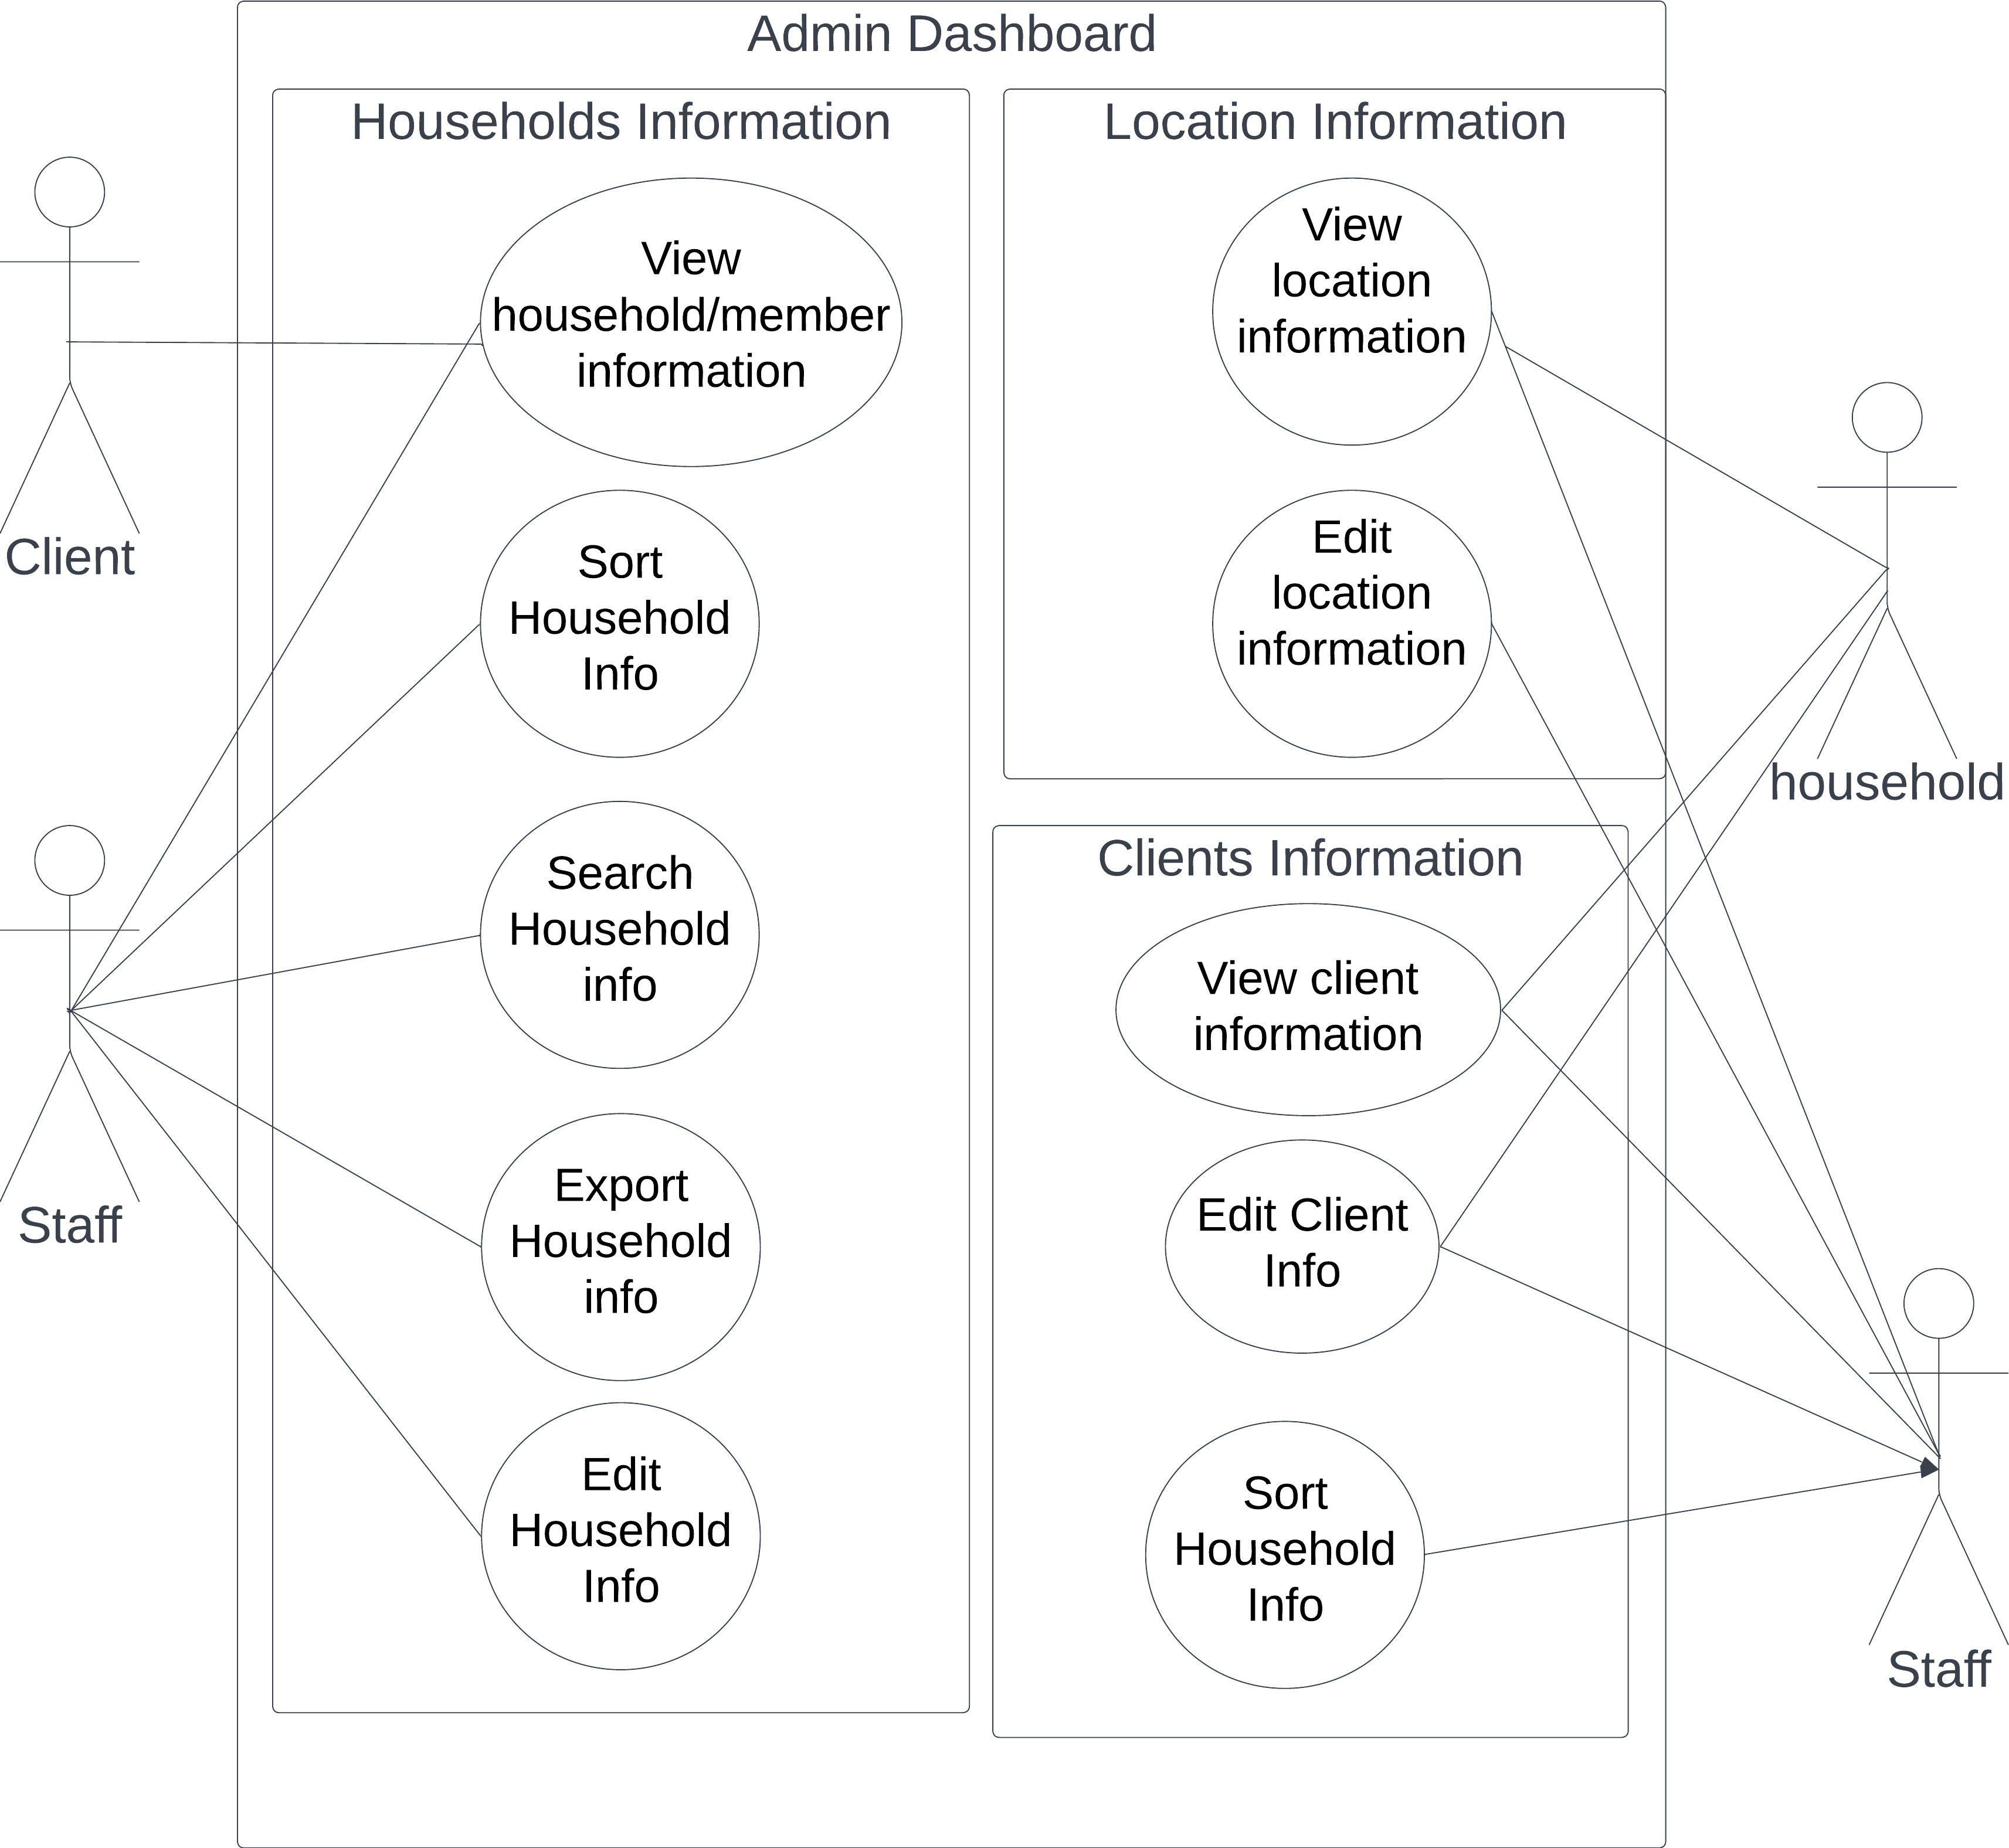 Admin Dashboard
Households Information
View
household/member
information
Sort
Household
Info
Search
Household
info
Export
Household
info
Edit
Household
Info
Location Information
View
location
information
Edit
location
information
Clients Information
View client
information
Edit Client
Info
Sort
Household
Info
Client
Staff
household
Staff